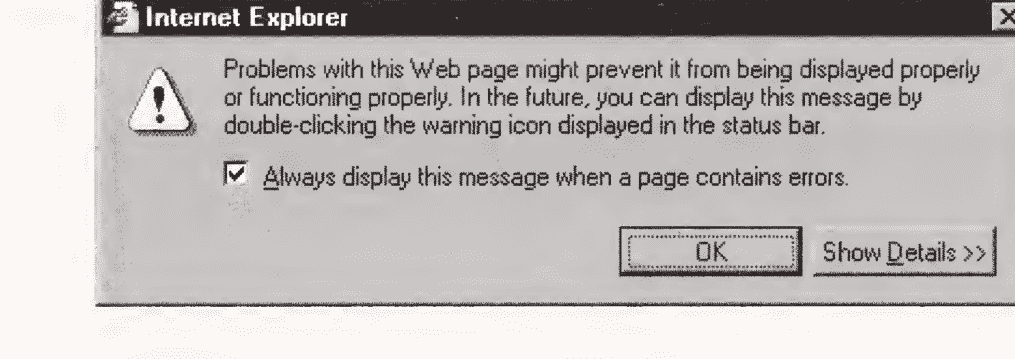 Internet Explorer
Problems with this Web page might prevent it from being displayed properly
or functioning properly. In the future, you can display this message by
double-clicking the warning icon displayed in the status bar.
Always display this message when a page contains errors.
OK
Show Details >>